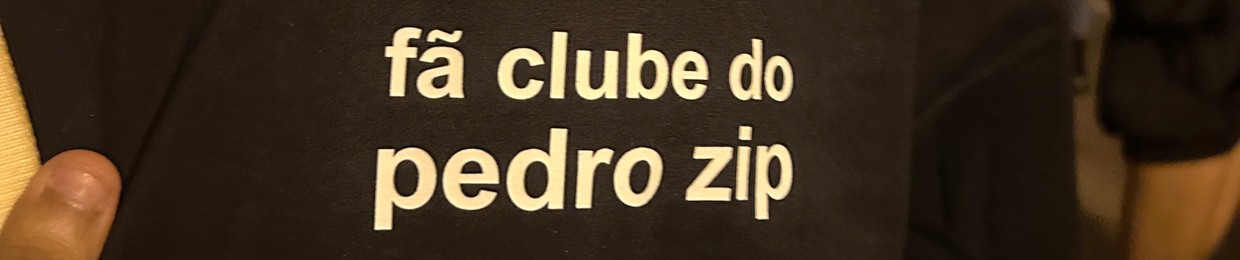 fã clube do
pedro zip